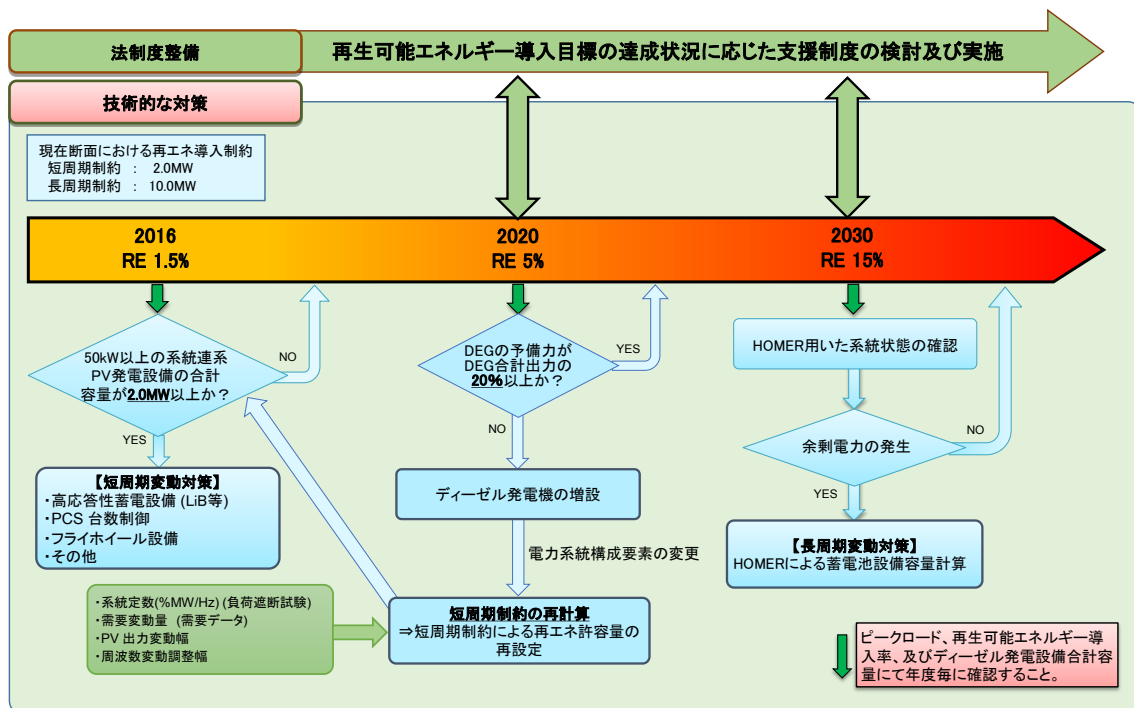 法制度整備
再生可能エネルギー導入目標の達成状況に応じた支援制度の検討及び実施
技術的な対策
現在断面における再エネ導入制約
短周期制約 : 2.0MW
長周期制約 : 10.0MW
2016
RE 1.5%
2020
RE 5%
2030
RE 15%
50kW以上の系統連系
PV発電設備の合計
容量が2.0MW以上か？
NO
YES
【短周期変動対策】
・高応答性蓄電設備 (LiB等)
・PCS 台数制御
・フライホイール設備
・その他
DEGの予備力が
DEG合計出力の
20%以上か？
YES
NO
ディーゼル発電機の増設
電力系統構成要素の変更
・系統定数(%MW/Hz) (負荷遮断試験)
・需要変動量 (需要データ)
・PV 出力変動幅
・周波数変動調整幅
短周期制約の再計算
⇒短周期制約による再エネ許容量の
再設定
HOMER用いた系統状態の確認
余剰電力の発生
NO
YES
【長周期変動対策】
HOMERによる蓄電池設備容量計算
ピークロード、再生可能エネルギー導
入率、及びディーゼル発電設備合計容
量にて年度毎に確認すること。